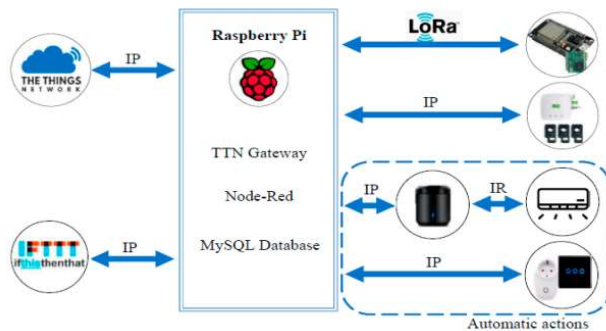 IP
THE THINGS
NETWORK
Raspberry Pi
TTN Gateway
Node-Red
MySQL Database
IFTTT
ifthisthenthat
IP
LoRa
IP
IP
IR
IP
Automatic actions